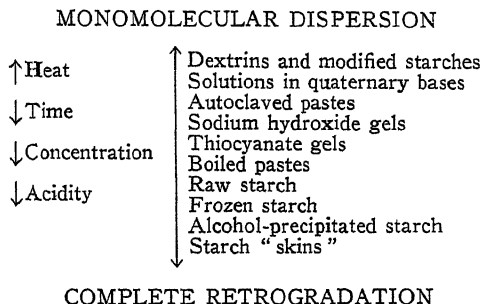 MONOMOLECULAR DISPERSION
↑Heat
↓Time
↓Concentration
↓Acidity
Dextrins and modified starches
Solutions in quaternary bases
Autoclaved pastes
Sodium hydroxide gels
Thiocyanate gels
Boiled pastes
Raw starch
Frozen starch
Alcohol-precipitated starch
Starch “skins”
COMPLETE RETROGRADATION